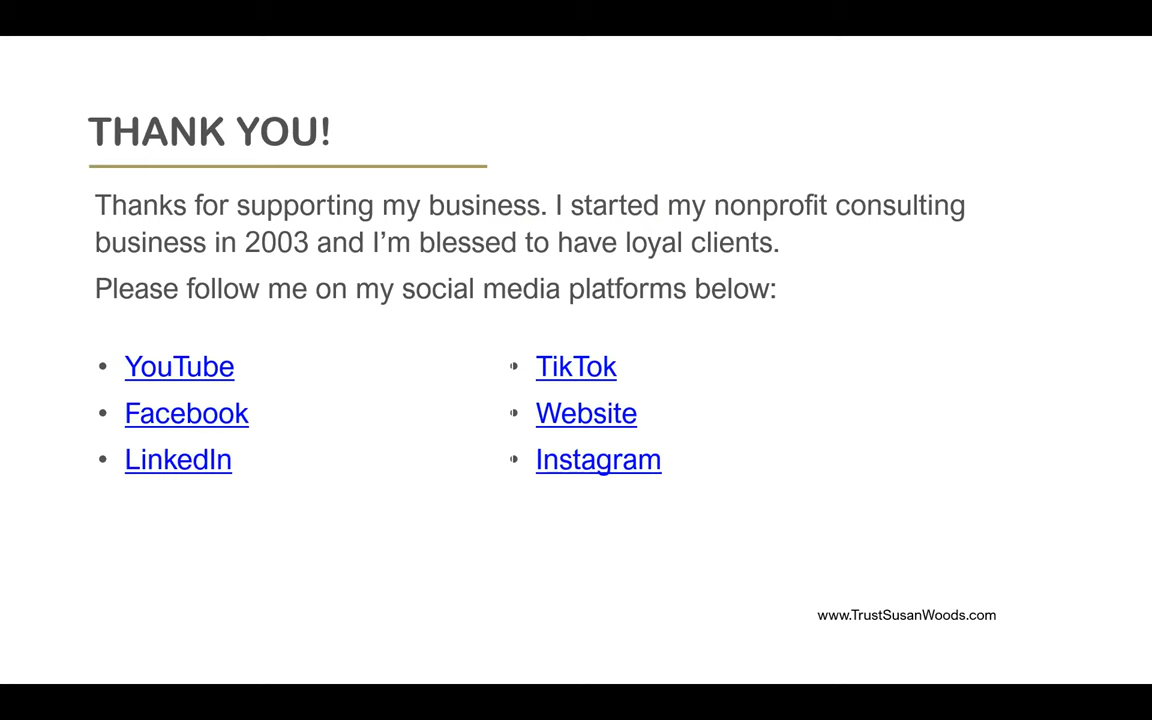 THANK YOU!
Thanks for supporting my business. I started my nonprofit consulting
business in 2003 and I’m blessed to have loyal clients.
Please follow me on my social media platforms below:
• YouTube
• Facebook
• LinkedIn
• TikTok
• Website
• Instagram
www.TrustSusanWoods.com